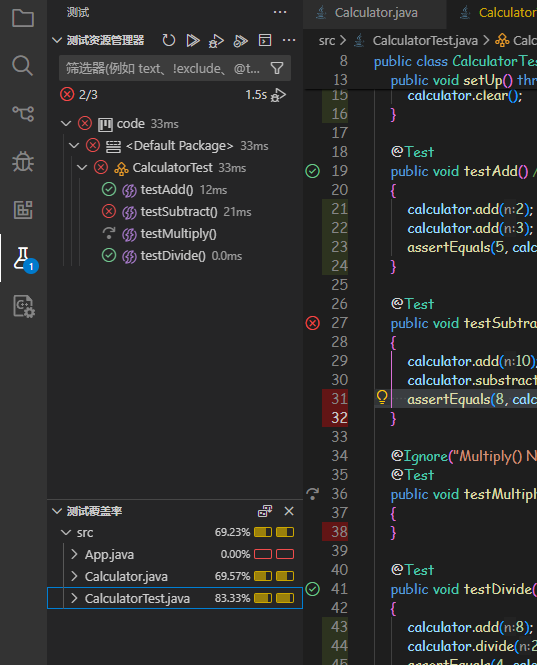 测试
测试资源管理器
筛选器(例如 text、!exclude、@t...
2/3
1.5s
code 33ms
<Default Package> 33ms
CalculatorTest 33ms
testAdd() 12ms
testSubtract() 21ms
testMultiply()
testDivide() 0.0ms
1
测试覆盖率
src 69.23%
App.java 0.00%
Calculator.java 69.57%
CalculatorTest.java 83.33%
Calculator.java
Calculato
src > CalculatorTest.java > Calc
8 public class CalculatorTes
13 public void setUp() thr
15 calculator.clear();
16 }
17
18 @Test
19 public void testAdd() /
20 {
21 calculator.add(n:2);
22 calculator.add(n:3);
23 assertEquals(5, calc
24 }
25
26 @Test
27 public void testSubtra
28 {
29 calculator.add(n:10);
30 calculator.substract
31 assertEquals(8, calc
32 }
33
34 @Ignore("Multiply() N
35 @Test
36 public void testMultipl
37 {
38 }
39
40 @Test
41 public void testDivide(
42 {
43 calculator.add(n:8);
44 calculator.divide(n:2
45 assertEquals(4, calc